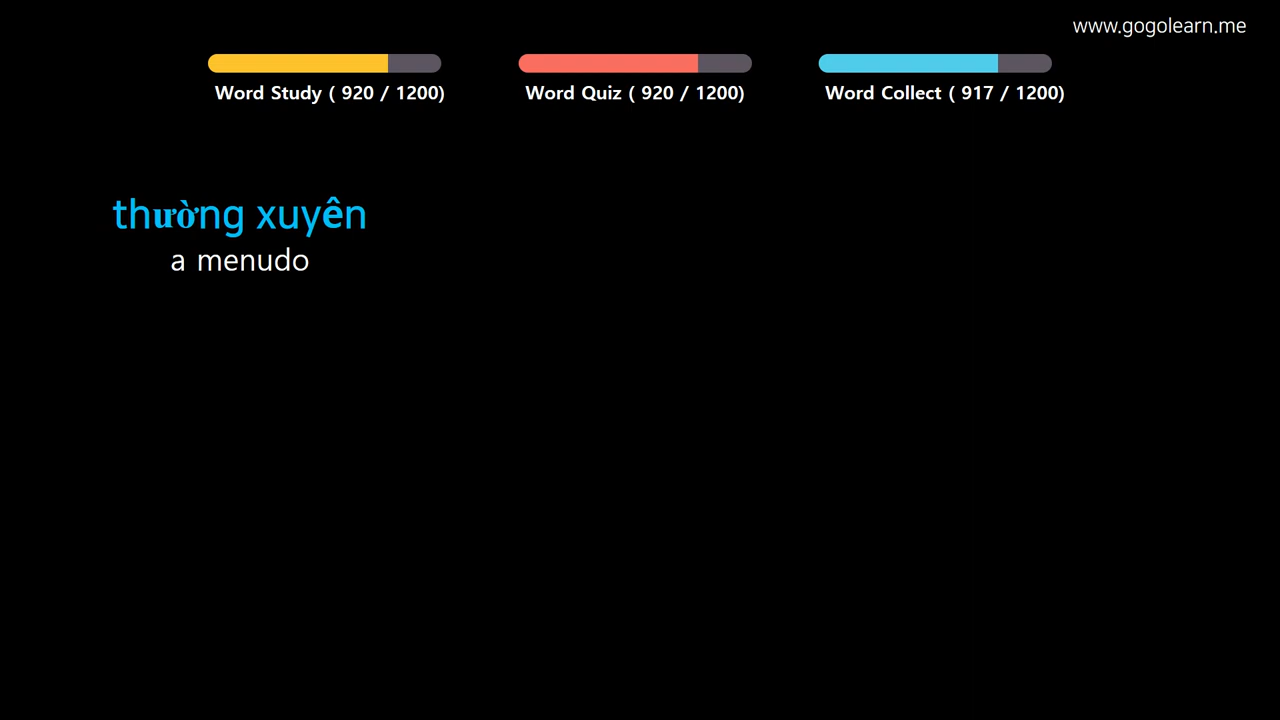 www.gogolearn.me
Word Study ( 920 / 1200)
Word Quiz ( 920 / 1200)
Word Collect ( 917 / 1200)
thường xuyên
a menudo